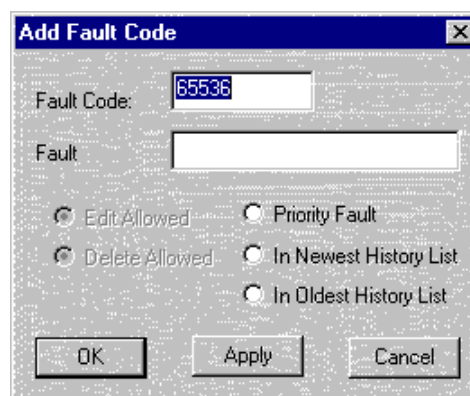 Add Fault Code
Fault Code: 65536
Fault
Edit Allowed Priority Fault
Delete Allowed In Newest History List
In Oldest History List
OK Apply Cancel